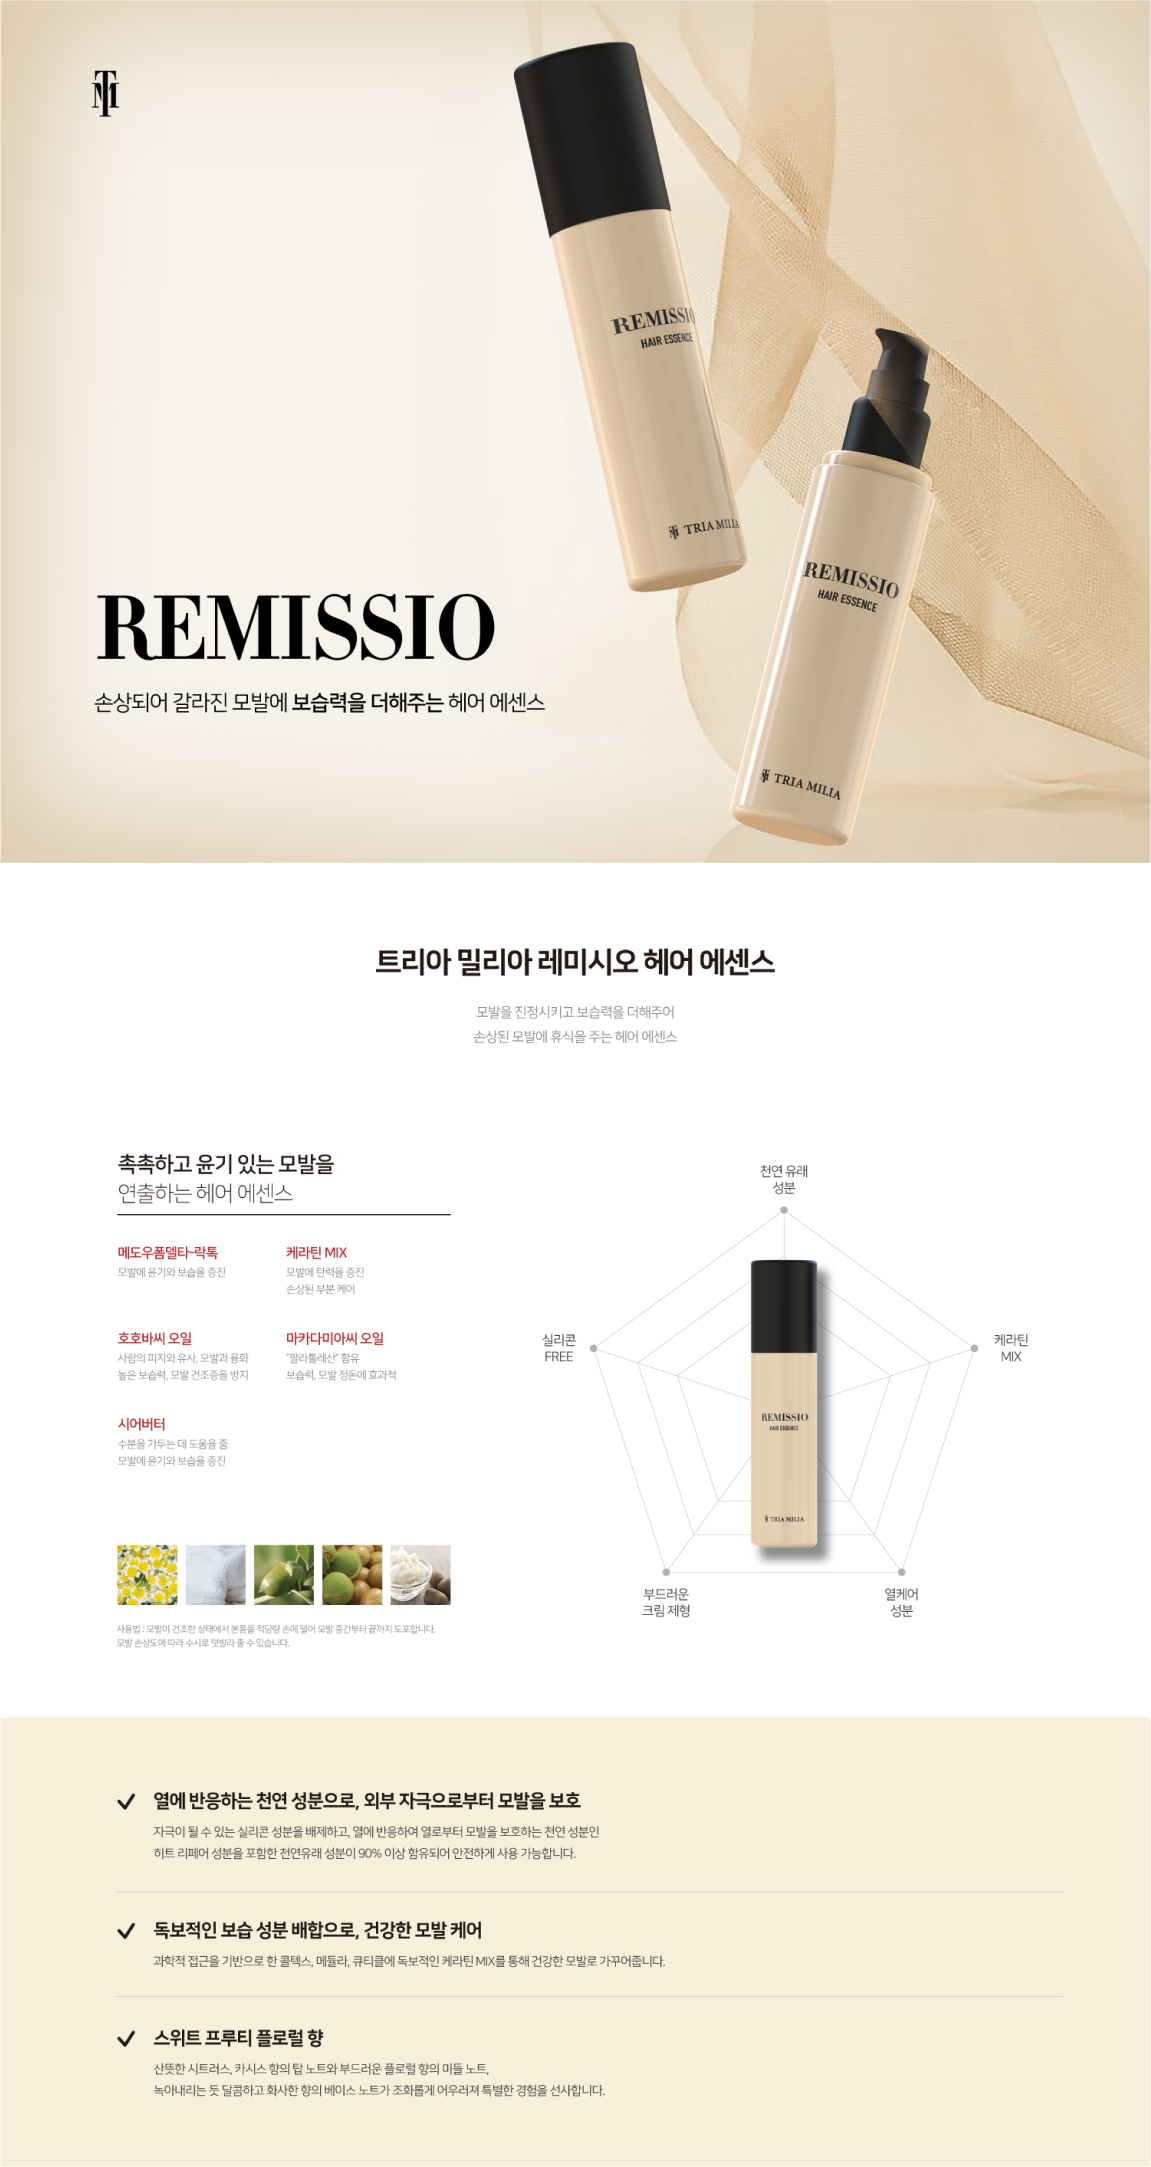 TM
REMISSIO
HAIR ESSENCE
TRIA MILIA
REMISSIO
HAIR ESSENCE
TRIA MILIA
REMISSIO
손상되어 갈라진 모발에 보습력을 더해주는 헤어 에센스
트리아 밀리아 레미시오 헤어 에센스
모발을 진정시키고 보습력을 더해주어
손상된 모발에 휴식을 주는 헤어 에센스
촉촉하고 윤기 있는 모발을
연출하는 헤어 에센스
메도우폼델타-락톡
모발에 윤기와 보습을 증진
케라틴 MIX
모발에 탄력을 증진
손상된 부분 케어
호호바씨 오일
사람의 피지와 유사, 모발과 융화
높은 보습력, 모발 건조증을 방지
마카다미아씨 오일
"팔라톨레산" 함유
보습력, 모발 정돈에 효과적
시어버터
수분을 가두는 데 도움을 줌
모발에 윤기와 보습을 증진
사용법 : 모발이 건조한 상태에서 본품을 적당량 손에 덜어 모발 중간부터 끝까지 도포합니다.
모발 손상도에 따라 수시로 덧발라 줄 수 있습니다.
천연 유래
성분
실리콘
FREE
케라틴
MIX
REMISSIO
HAIR ESSENCE
TRIA MILIA
부드러운
크림 제형
열케어
성분
열에 반응하는 천연 성분으로, 외부 자극으로부터 모발을 보호
자극이 될 수 있는 실리콘 성분을 배제하고, 열에 반응하여 열로부터 모발을 보호하는 천연 성분인
히트 리페어 성분을 포함한 천연유래 성분이 90% 이상 함유되어 안전하게 사용 가능합니다.
독보적인 보습 성분 배합으로, 건강한 모발 케어
과학적 접근을 기반으로 한 콜텍스, 메듈라, 큐티클에 독보적인 케라틴 MIX를 통해 건강한 모발로 가꾸어줍니다.
스위트 프루티 플로럴 향
산뜻한 시트러스, 카시스 향의 탑 노트와 부드러운 플로럴 향의 미들 노트,
녹아내리는 듯 달콤하고 화사한 향의 베이스 노트가 조화롭게 어우러져 특별한 경험을 선사합니다.